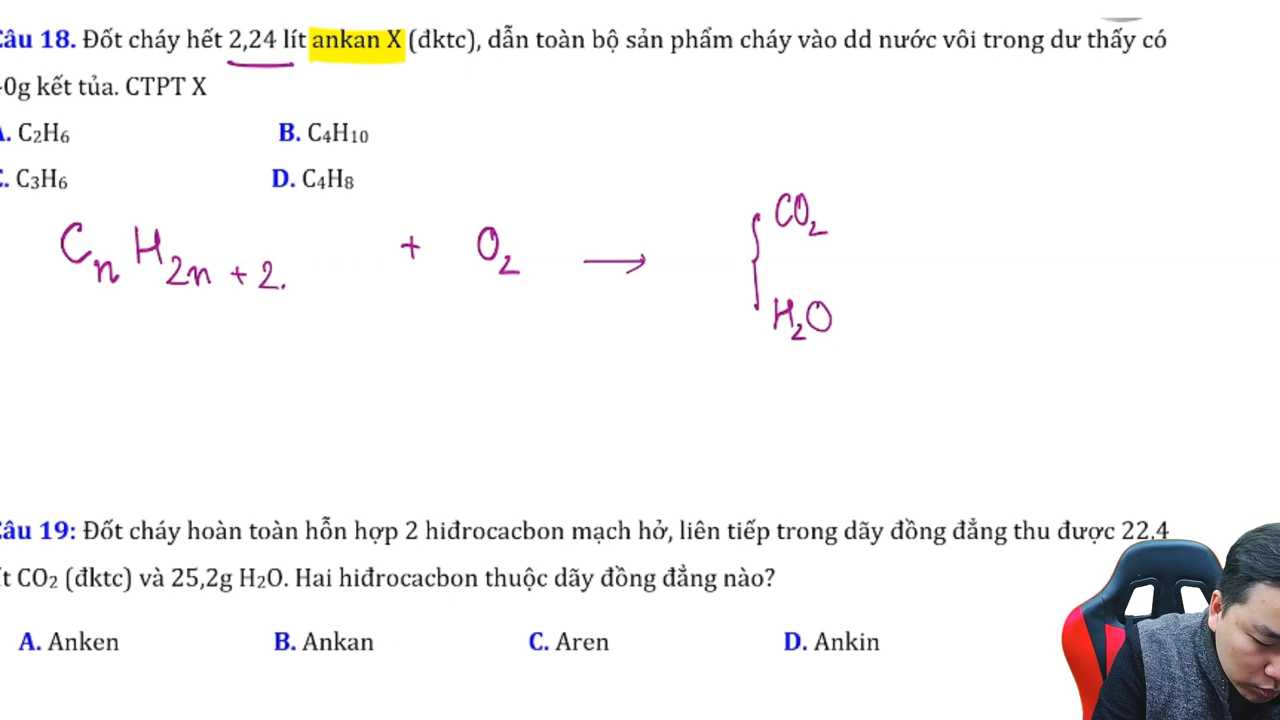 Câu 18. Đốt cháy hết 2,24 lít ankan X (đktc), dẫn toàn bộ sản phẩm cháy vào dd nước vôi trong dư thấy có
0g kết tủa. CTPT X
A. C₂H₆ B. C₄H₁₀
C. C₃H₆ D. C₄H₈
CₙH₂ₙ₊₂ + O₂ → { CO₂
H₂O
Câu 19: Đốt cháy hoàn toàn hỗn hợp 2 hiđrocacbon mạch hở, liên tiếp trong dãy đồng đẳng thu được 22,4
ít CO₂ (đktc) và 25,2g H₂O. Hai hiđrocacbon thuộc dãy đồng đẳng nào?
A. Anken B. Ankan C. Aren D. Ankin